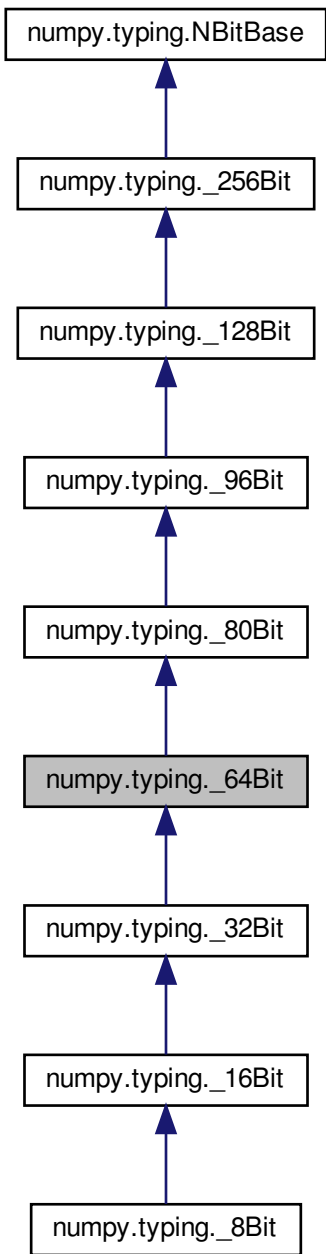 numpy.typing.NBitBase
numpy.typing._256Bit
numpy.typing._128Bit
numpy.typing._96Bit
numpy.typing._80Bit
numpy.typing._64Bit
numpy.typing._32Bit
numpy.typing._16Bit
numpy.typing._8Bit